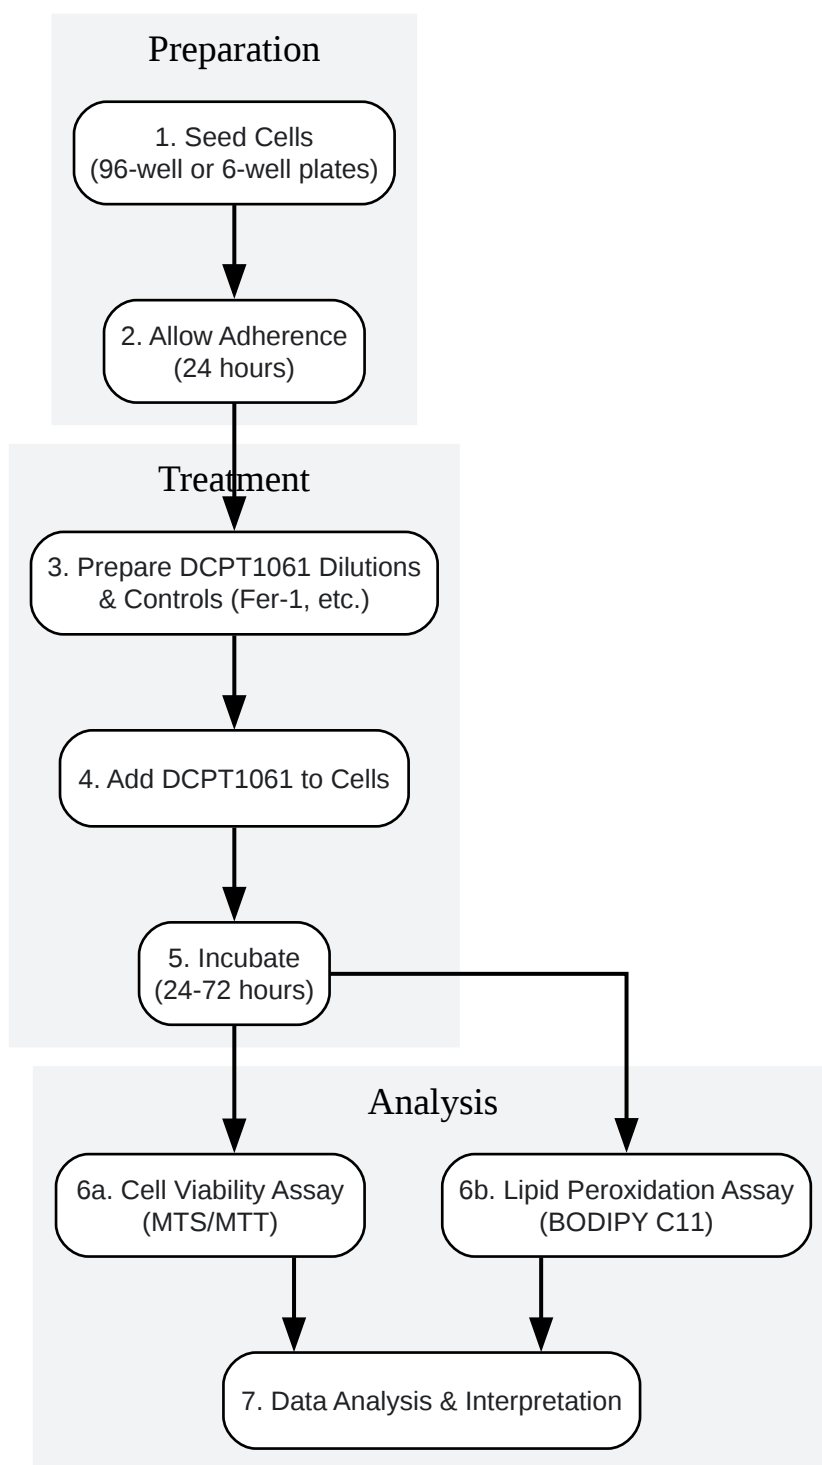 Preparation
1. Seed Cells
(96-well or 6-well plates)
2. Allow Adherence
(24 hours)
Treatment
3. Prepare DCPT1061 Dilutions
& Controls (Fer-1, etc.)
4. Add DCPT1061 to Cells
5. Incubate
(24-72 hours)
Analysis
6a. Cell Viability Assay
(MTS/MTT)
6b. Lipid Peroxidation Assay
(BODIPY C11)
7. Data Analysis & Interpretation